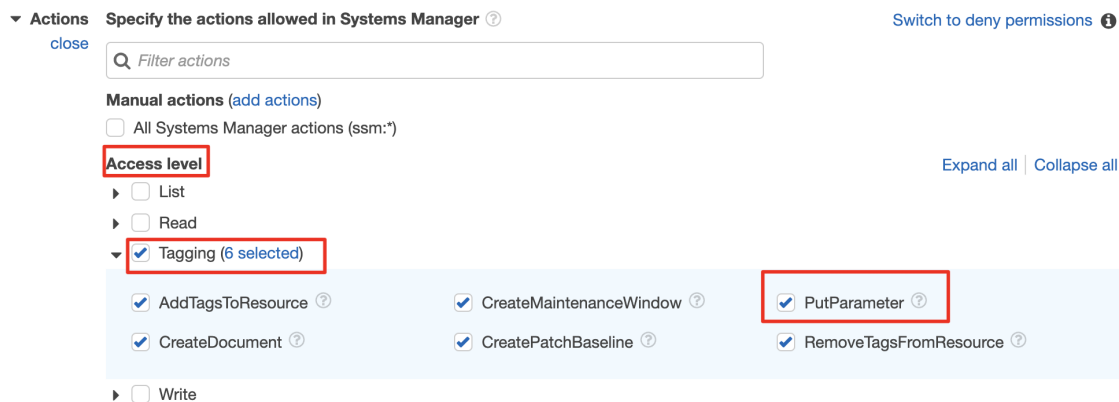 Actions Specify the actions allowed in Systems Manager ? Switch to deny permissions i
close
Filter actions
Manual actions (add actions)
All Systems Manager actions (ssm:*)
Access level Expand all | Collapse all
List
Read
Tagging (6 selected)
AddTagsToResource ? CreateMaintenanceWindow ? PutParameter ?
CreateDocument ? CreatePatchBaseline ? RemoveTagsFromResource ?
Write